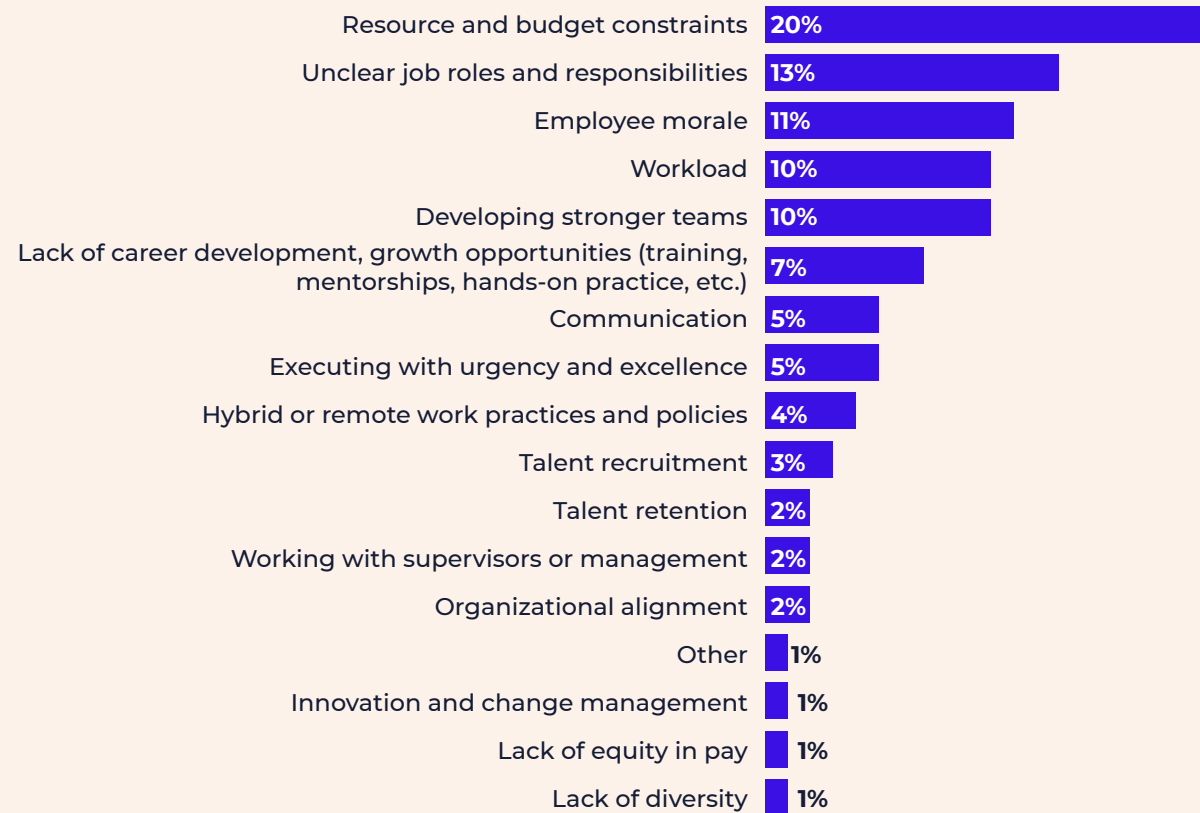 Resource and budget constraints 20%
Unclear job roles and responsibilities 13%
Employee morale 11%
Workload 10%
Developing stronger teams 10%
Lack of career development, growth opportunities (training,
mentorships, hands-on practice, etc.) 7%
Communication 5%
Executing with urgency and excellence 5%
Hybrid or remote work practices and policies 4%
Talent recruitment 3%
Talent retention 2%
Working with supervisors or management 2%
Organizational alignment 2%
Other 1%
Innovation and change management 1%
Lack of equity in pay 1%
Lack of diversity 1%